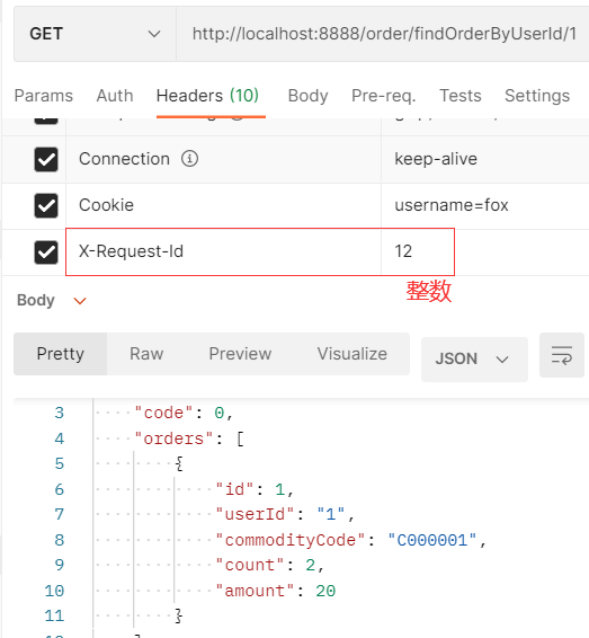 GET http://localhost:8888/order/findOrderByUserId/1
Params Auth Headers (10) Body Pre-req. Tests Settings
Connection keep-alive
Cookie username=fox
X-Request-Id 12
整数
Body
Pretty Raw Preview Visualize JSON
3 "code": 0,
4 "orders": [
5 {
6 "id": 1,
7 "userId": "1",
8 "commodityCode": "C000001",
9 "count": 2,
10 "amount": 20
11 }